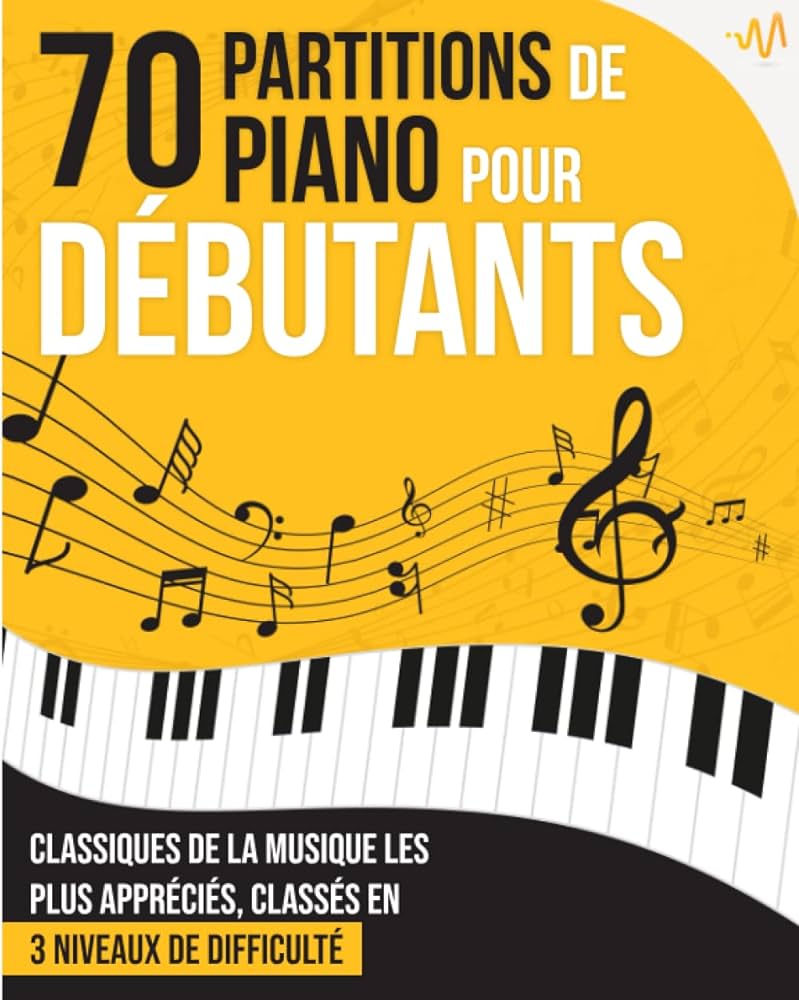 70 PARTITIONS DE
PIANO POUR
DÉBUTANTS
CLASSIQUES DE LA MUSIQUE LES
PLUS APPRÉCIÉS, CLASSÉS EN
3 NIVEAUX DE DIFFICULTÉ